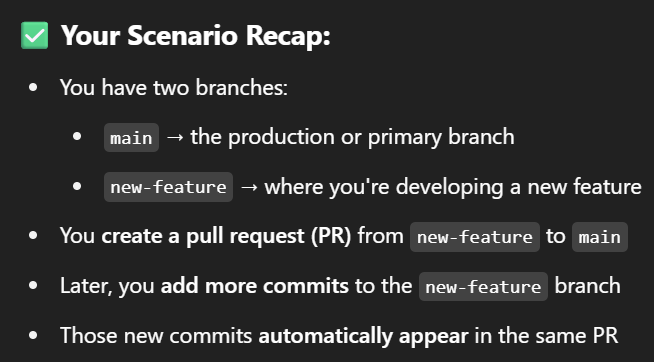 ✅ Your Scenario Recap:
• You have two branches:
• main → the production or primary branch
• new-feature → where you're developing a new feature
• You create a pull request (PR) from new-feature to main
• Later, you add more commits to the new-feature branch
• Those new commits automatically appear in the same PR